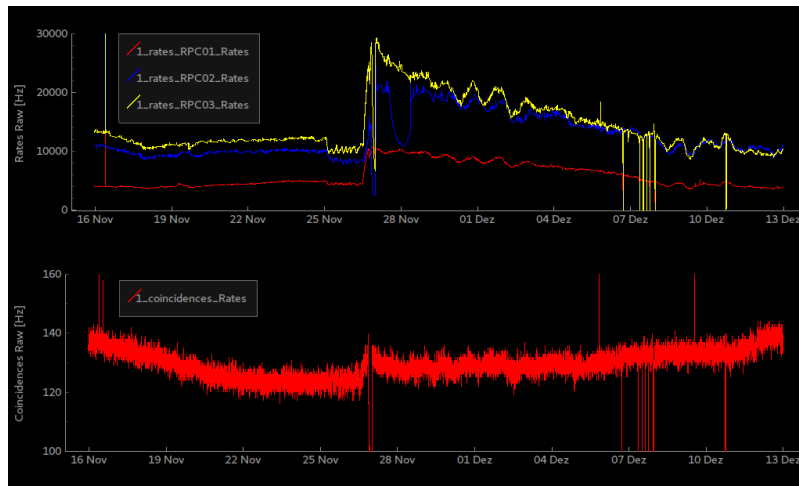 Rates Raw [Hz]
30000
20000
10000
0
1_rates_RPC01_Rates
1_rates_RPC02_Rates
1_rates_RPC03_Rates
16 Nov 19 Nov 22 Nov 25 Nov 28 Nov 01 Dez 04 Dez 07 Dez 10 Dez 13 Dez
Coincidences Raw [Hz]
160
140
120
100
1_coincidences_Rates
16 Nov 19 Nov 22 Nov 25 Nov 28 Nov 01 Dez 04 Dez 07 Dez 10 Dez 13 Dez